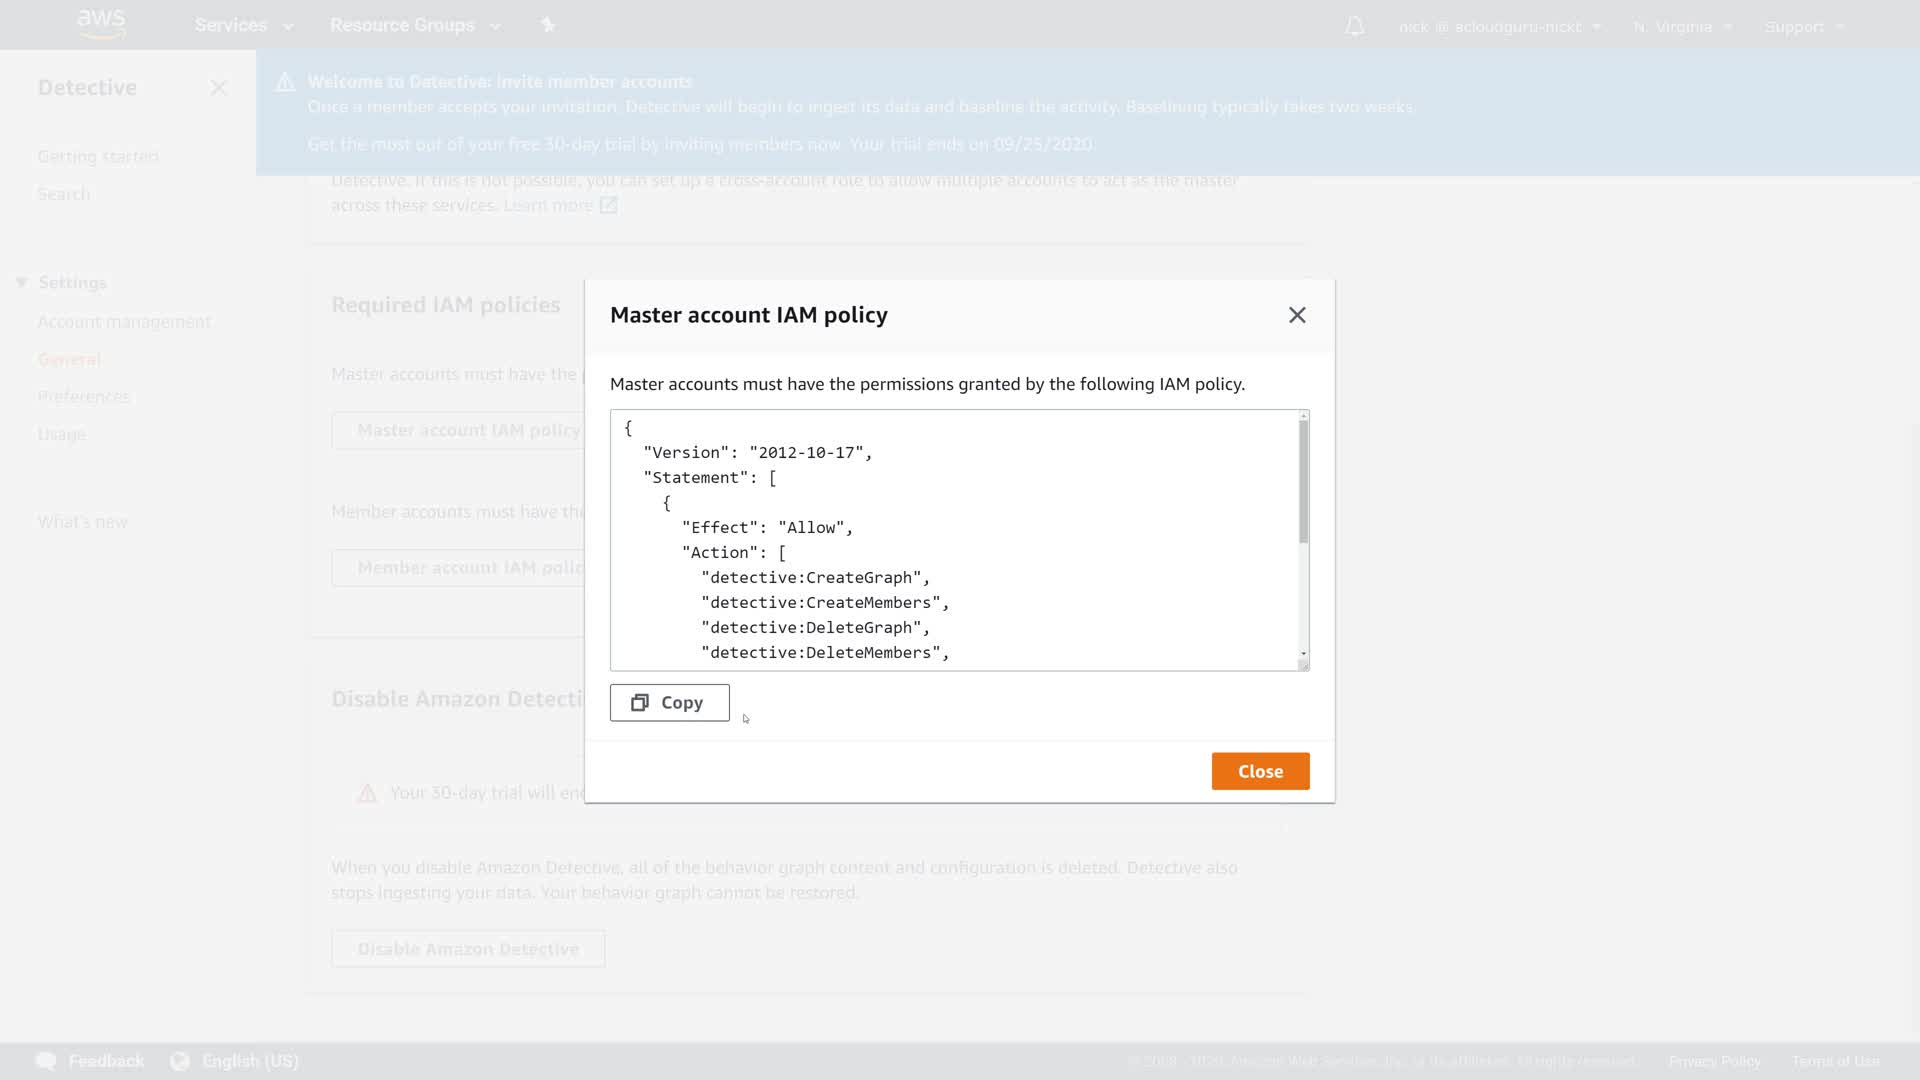 aws
Services
Resource Groups
nick @ acloudguru-nickt
N. Virginia
Support
Detective
Welcome to Detective: Invite member accounts
Once a member accepts your invitation, Detective will begin to ingest its data and baseline the activity. Baselining typically takes two weeks.
Get the most out of your free 30-day trial by inviting members now. Your trial ends on 09/25/2020.
Getting started
Search
Settings
Account management
General
Preferences
Usage
What's new
Detective. If this is not possible, you can set up a cross-account role to allow multiple accounts to act as the master
across these services. Learn more
Required IAM policies
Master accounts must have the
Master account IAM policy
Member accounts must have the
Member account IAM polic
Disable Amazon Detecti
Your 30-day trial will en
When you disable Amazon Detective, all of the behavior graph content and configuration is deleted. Detective also
stops ingesting your data. Your behavior graph cannot be restored.
Disable Amazon Detective
Master account IAM policy
Master accounts must have the permissions granted by the following IAM policy.
{
"Version": "2012-10-17",
"Statement": [
{
"Effect": "Allow",
"Action": [
"detective:CreateGraph",
"detective:CreateMembers",
"detective:DeleteGraph",
"detective:DeleteMembers",
Copy
Close
Feedback
English (US)
© 2008 - 2020, Amazon Web Services, Inc. or its affiliates. All rights reserved.
Privacy Policy
Terms of Use